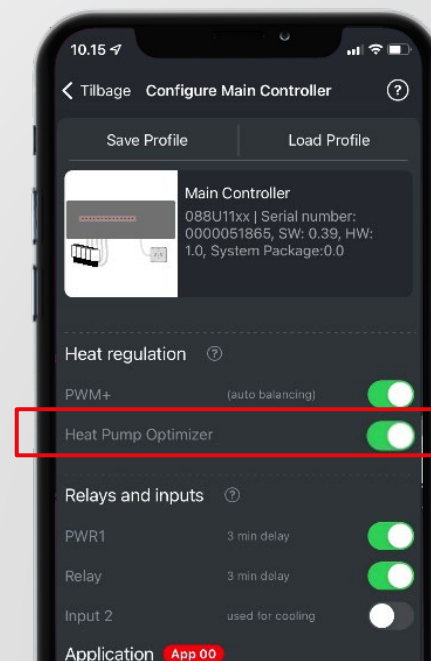 10.15
Tilbage Configure Main Controller ?
Save Profile Load Profile
Main Controller
088U11xx | Serial number:
0000051865, SW: 0.39, HW:
1.0, System Package:0.0
Heat regulation ?
PWM+ (auto balancing)
Heat Pump Optimizer
Relays and inputs ?
PWR1 3 min delay
Relay 3 min delay
Input 2 used for cooling
Application App 00